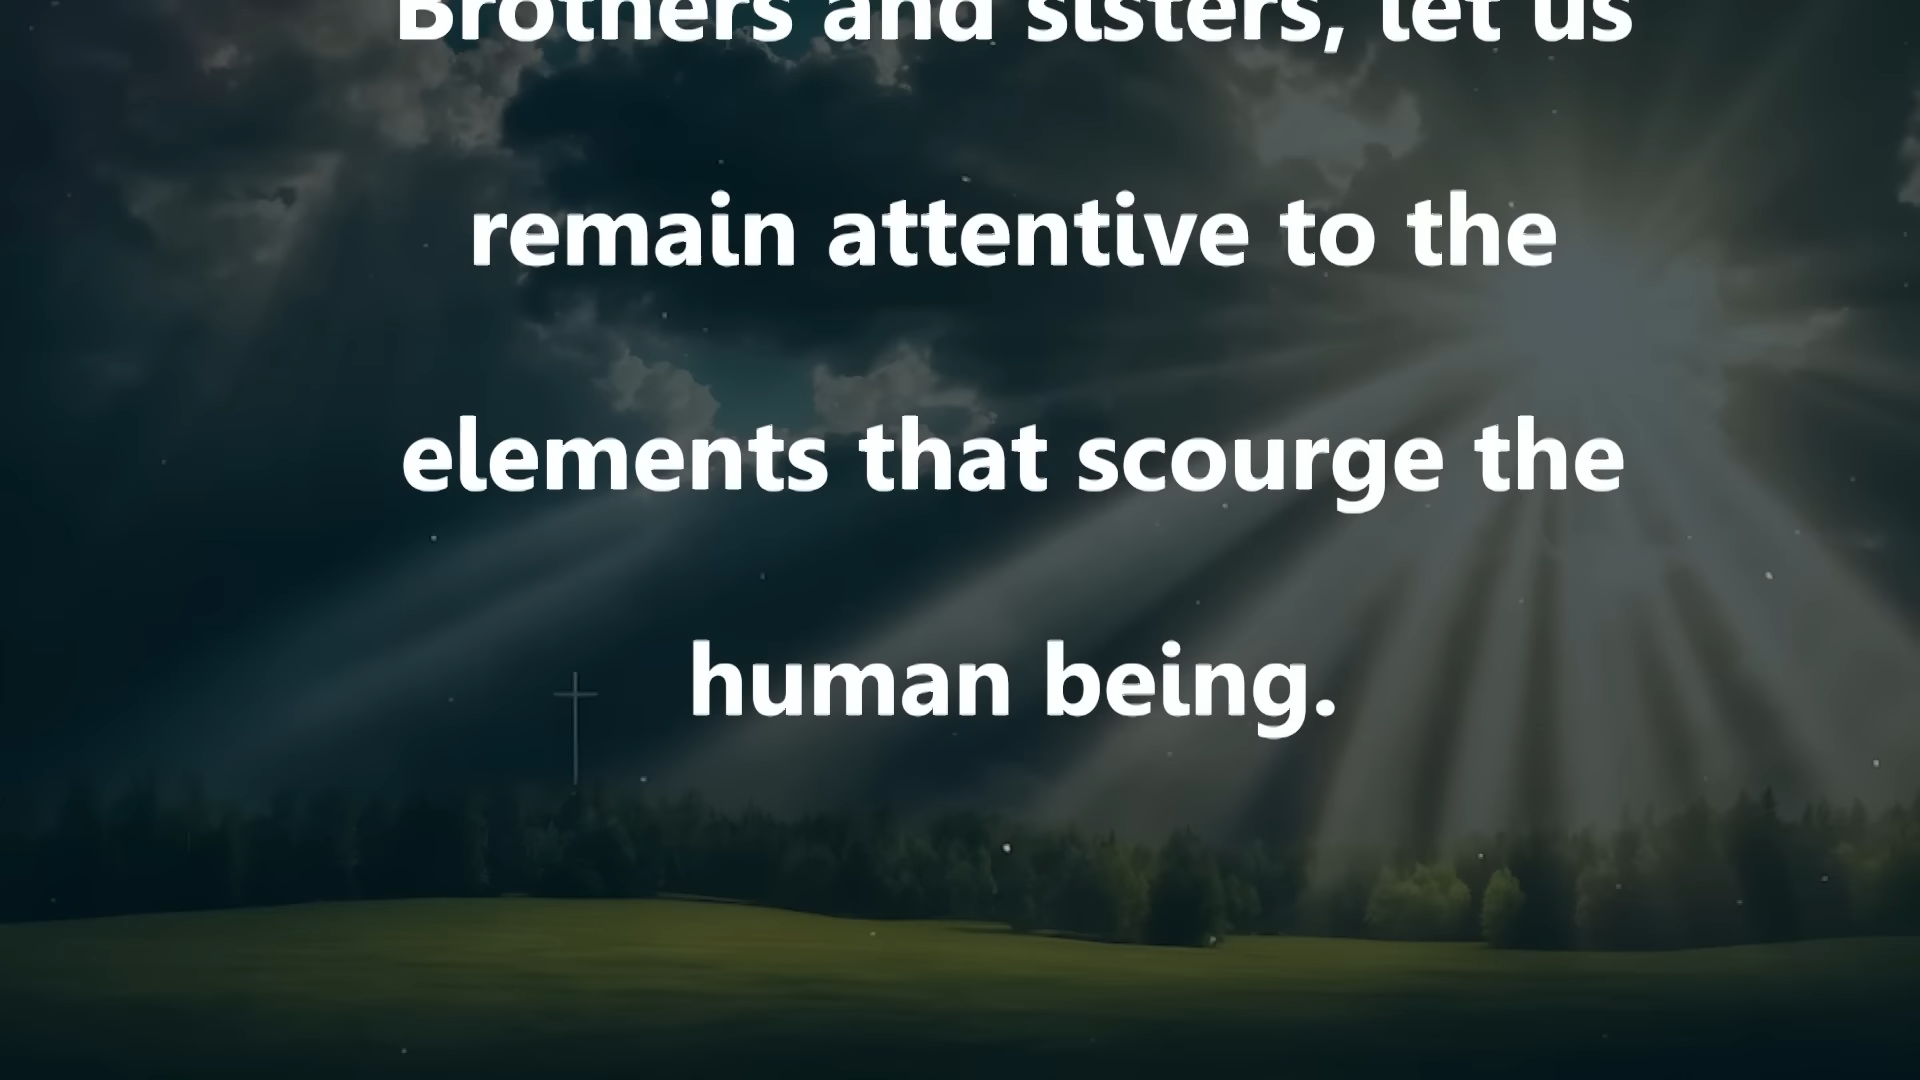 Brothers and sisters, let us
remain attentive to the
elements that scourge the
human being.